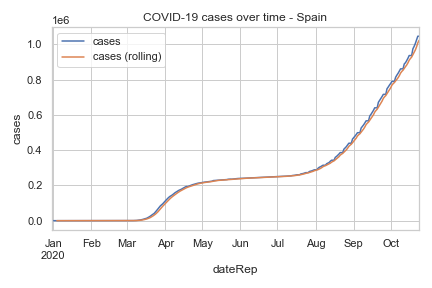 COVID-19 cases over time - Spain
1e6
cases
cases (rolling)
1.0
0.8
0.6
0.4
0.2
0.0
cases
Jan Feb Mar Apr May Jun Jul Aug Sep Oct
2020
dateRep